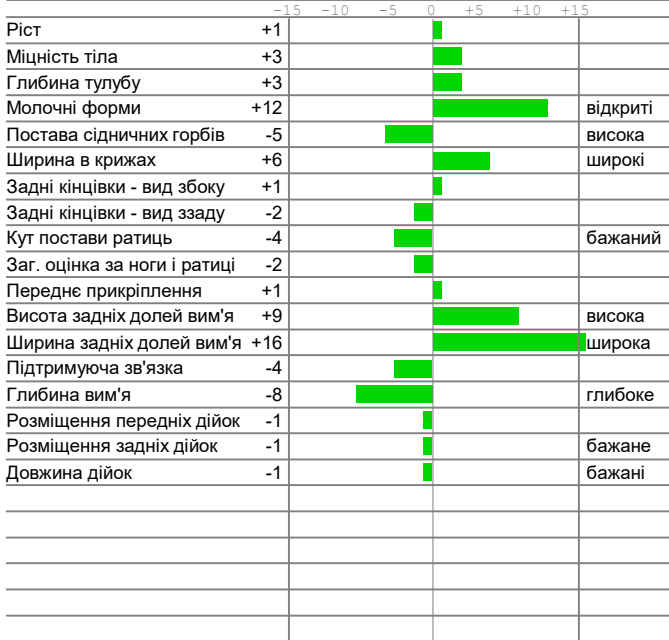 -15 -10 -5 0 +5 +10 +15
Ріст +1
Міцність тіла +3
Глибина тулубу +3
Молочні форми +12 відкриті
Постава сідничних горбів -5 висока
Ширина в крижах +6 широкі
Задні кінцівки - вид збоку +1
Задні кінцівки - вид ззаду -2
Кут постави ратиць -4 бажаний
Заг. оцінка за ноги і ратиці -2
Переднє прикріплення +1
Висота задніх долей вим'я +9 висока
Ширина задніх долей вим'я +16 широка
Підтримуюча зв'язка -4
Глибина вим'я -8 глибоке
Розміщення передніх дійок -1
Розміщення задніх дійок -1 бажане
Довжина дійок -1 бажані